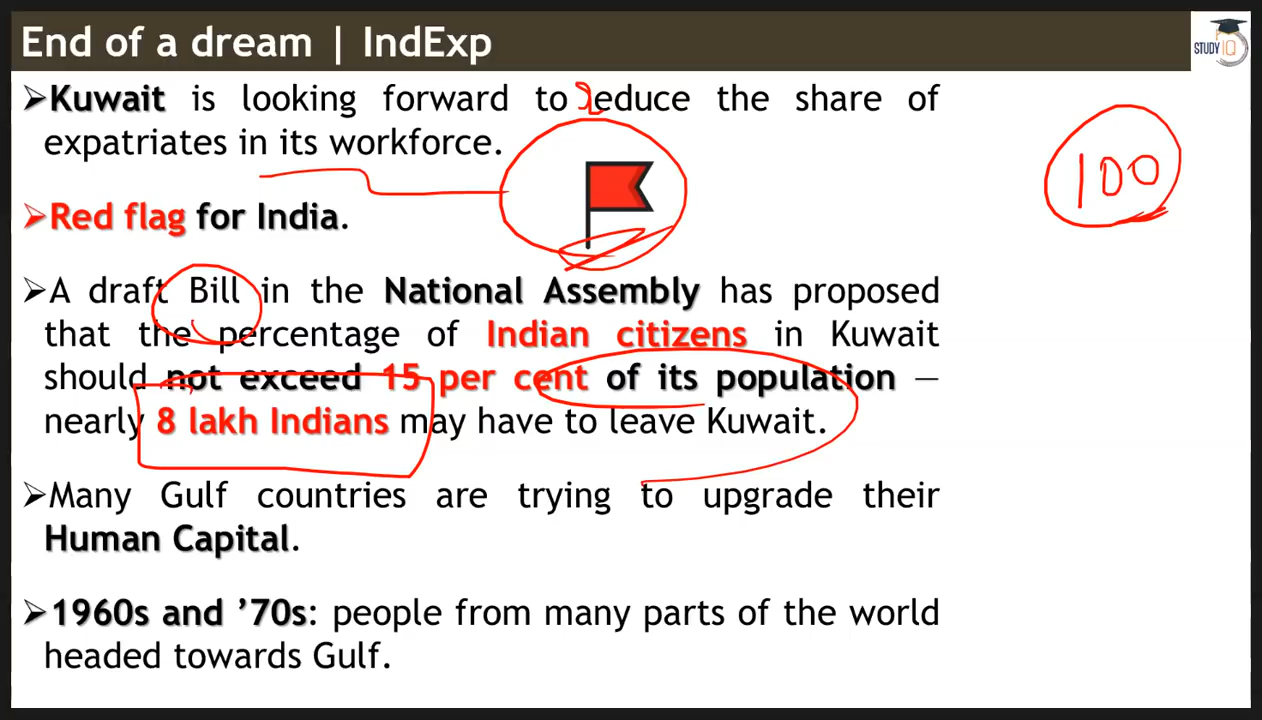 End of a dream | IndExp
STUDY IQ
➢Kuwait is looking forward to reduce the share of
expatriates in its workforce.
100
➢Red flag for India.
➢A draft Bill in the National Assembly has proposed
that the percentage of Indian citizens in Kuwait
should not exceed 15 per cent of its population —
nearly 8 lakh Indians may have to leave Kuwait.
➢Many Gulf countries are trying to upgrade their
Human Capital.
➢1960s and ’70s: people from many parts of the world
headed towards Gulf.